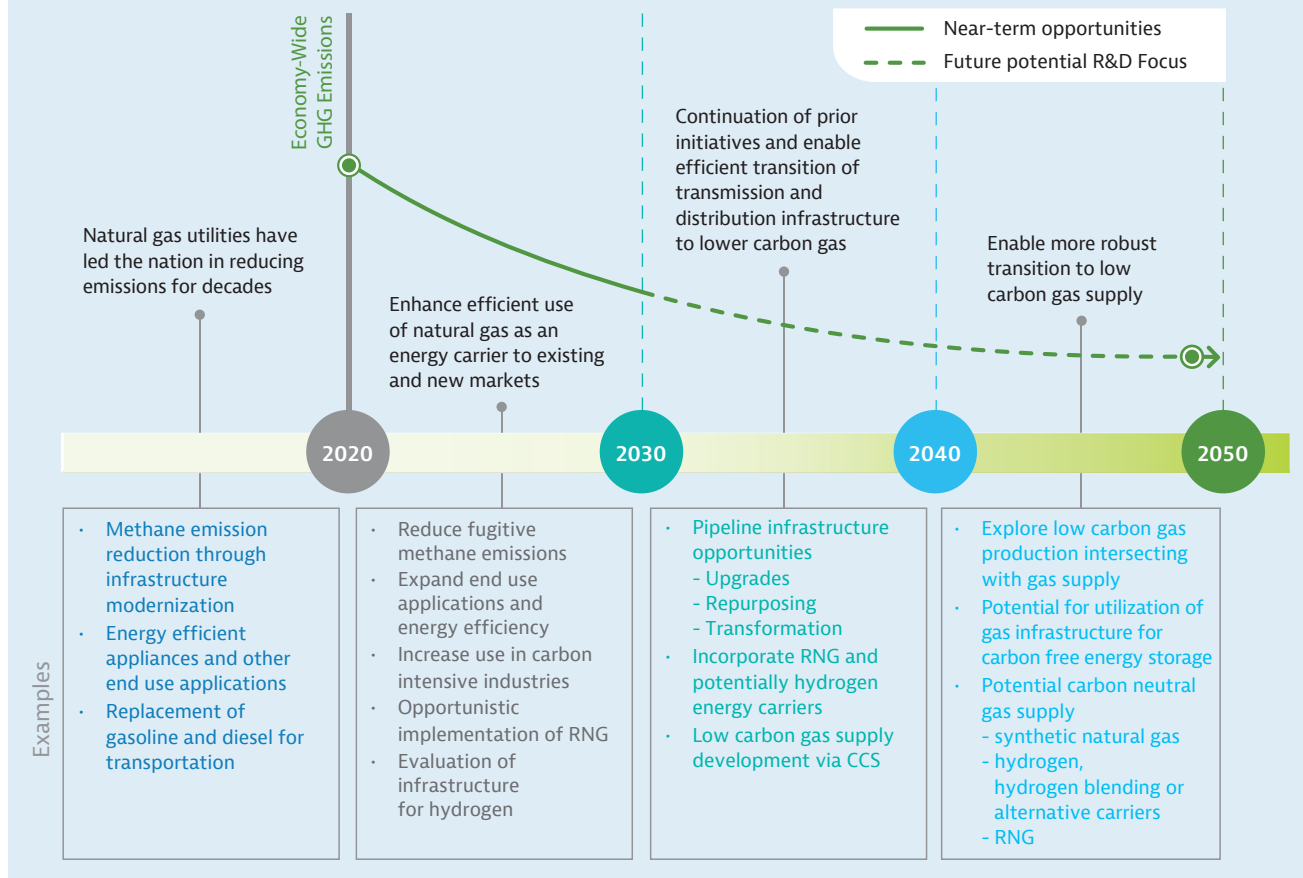 Economy-Wide
GHG Emissions
Near-term opportunities
Future potential R&D Focus
Natural gas utilities have
led the nation in reducing
emissions for decades
Enhance efficient use
of natural gas as an
energy carrier to existing
and new markets
Continuation of prior
initiatives and enable
efficient transition of
transmission and
distribution infrastructure
to lower carbon gas
Enable more robust
transition to low
carbon gas supply
2020
2030
2040
2050
Examples
· Methane emission
reduction through
infrastructure
modernization
· Energy efficient
appliances and other
end use applications
· Replacement of
gasoline and diesel for
transportation
· Reduce fugitive
methane emissions
· Expand end use
applications and
energy efficiency
· Increase use in carbon
intensive industries
· Opportunistic
implementation of RNG
· Evaluation of
infrastructure
for hydrogen
· Pipeline infrastructure
opportunities
- Upgrades
- Repurposing
- Transformation
· Incorporate RNG and
potentially hydrogen
energy carriers
· Low carbon gas supply
development via CCS
· Explore low carbon gas
production intersecting
with gas supply
· Potential for utilization of
gas infrastructure for
carbon free energy storage
· Potential carbon neutral
gas supply
- synthetic natural gas
- hydrogen,
hydrogen blending or
alternative carriers
- RNG